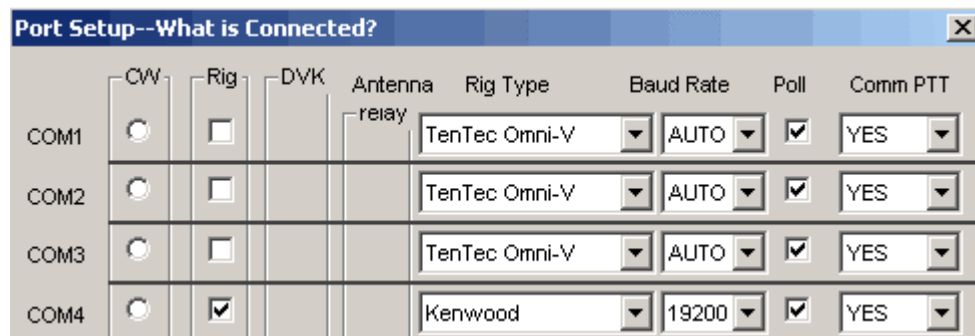 Port Setup--What is Connected?
CW Rig DVK Antenna relay Rig Type Baud Rate Poll Comm PTT
COM1 TenTec Omni-V AUTO YES
COM2 TenTec Omni-V AUTO YES
COM3 TenTec Omni-V AUTO YES
COM4 Kenwood 19200 YES